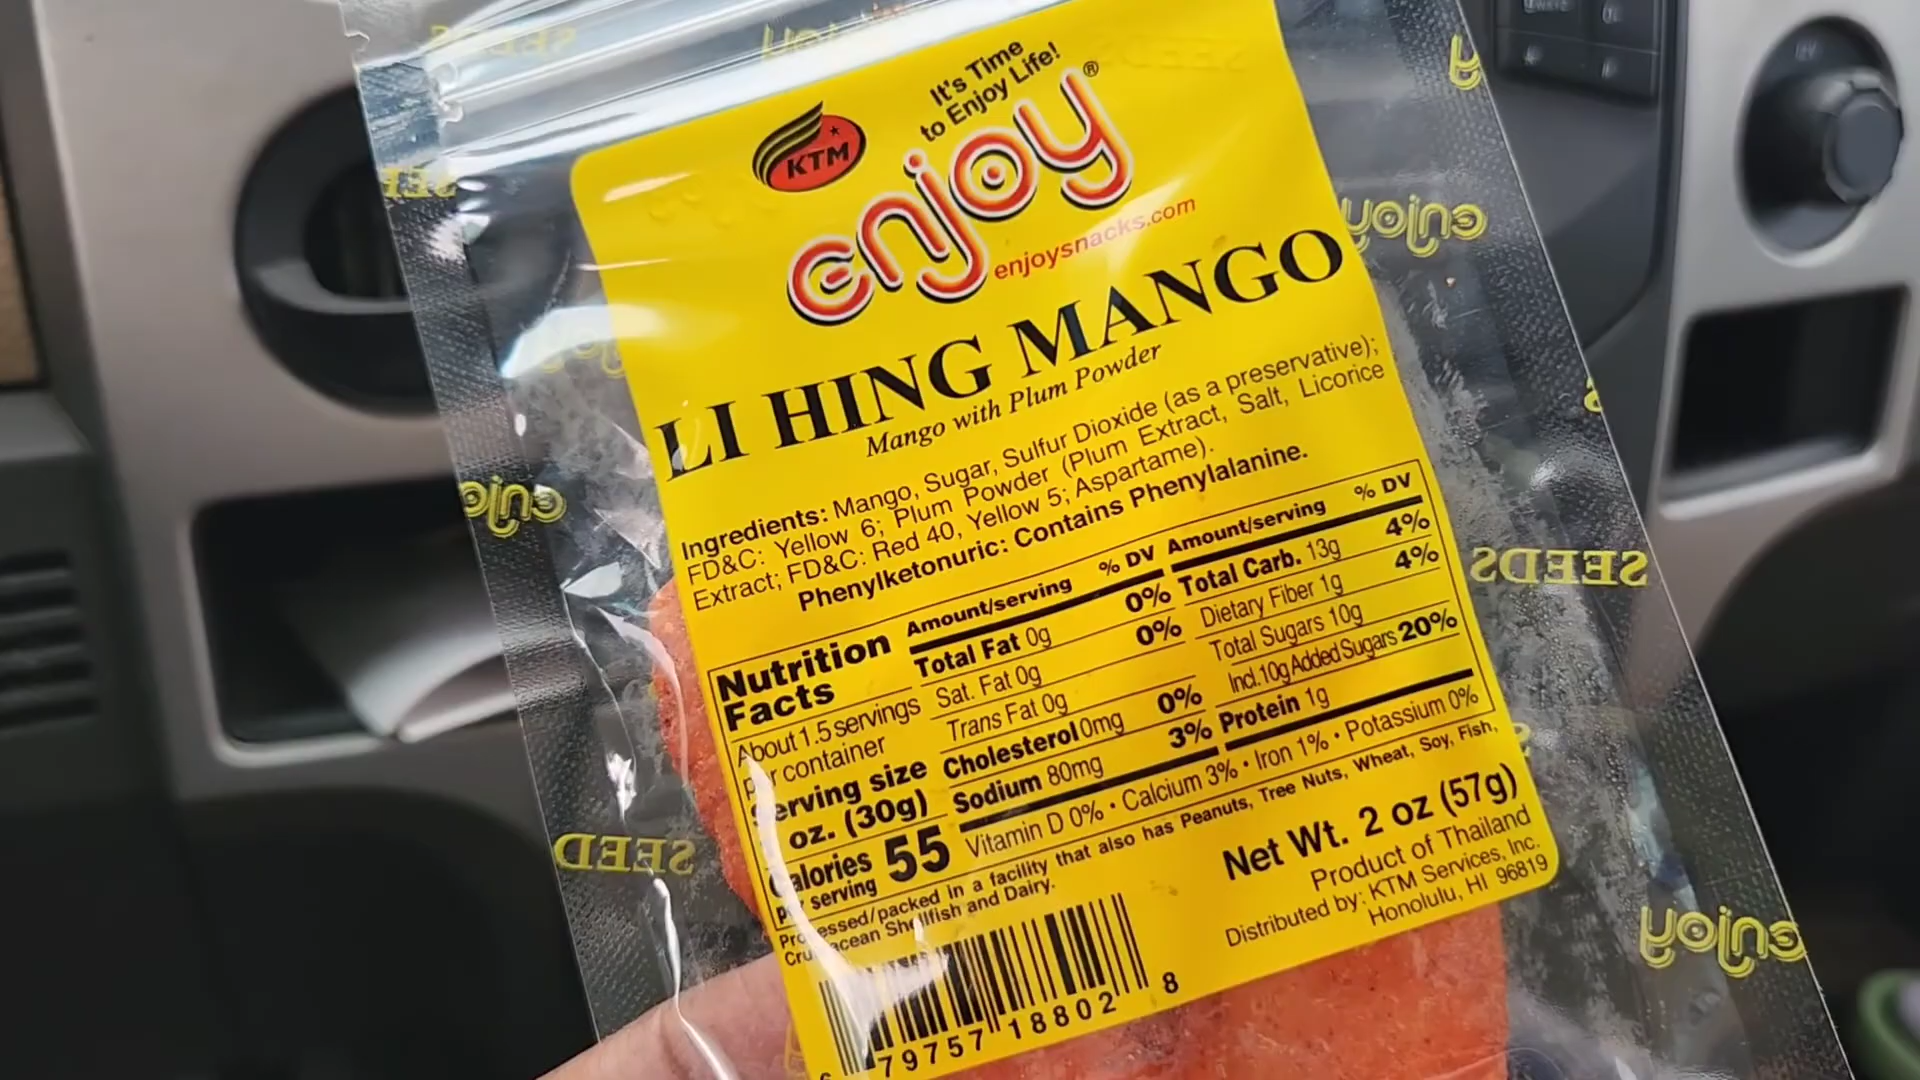 KTM
It's Time
to Enjoy Life!
enjoy®
enjoysnacks.com
LI HING MANGO
Mango with Plum Powder
Ingredients: Mango, Sugar, Sulfur Dioxide (as a preservative);
FD&C: Yellow 6; Plum Powder (Plum Extract, Salt, Licorice
Extract; FD&C: Red 40, Yellow 5; Aspartame).
Phenylketonuric: Contains Phenylalanine.
Nutrition
Facts
About 1.5 servings
per container
Serving size
oz. (30g)
Calories
per serving
55
Amount/serving % DV
Total Fat 0g 0%
Sat. Fat 0g 0%
Trans Fat 0g
Cholesterol 0mg 0%
Sodium 80mg 3%
Amount/serving % DV
Total Carb. 13g 4%
Dietary Fiber 1g 4%
Total Sugars 10g
Incl. 10g Added Sugars 20%
Protein 1g
Vitamin D 0% • Calcium 3% • Iron 1% • Potassium 0%
Processed/packed in a facility that also has Peanuts, Tree Nuts, Wheat, Soy, Fish,
Crustacean Shellfish and Dairy.
Net Wt. 2 oz (57g)
Product of Thailand
Distributed by: KTM Services, Inc.
Honolulu, HI 96819
6 79757 18802 8
enjoy
enjoy
SEEDS
SEED
enjoy